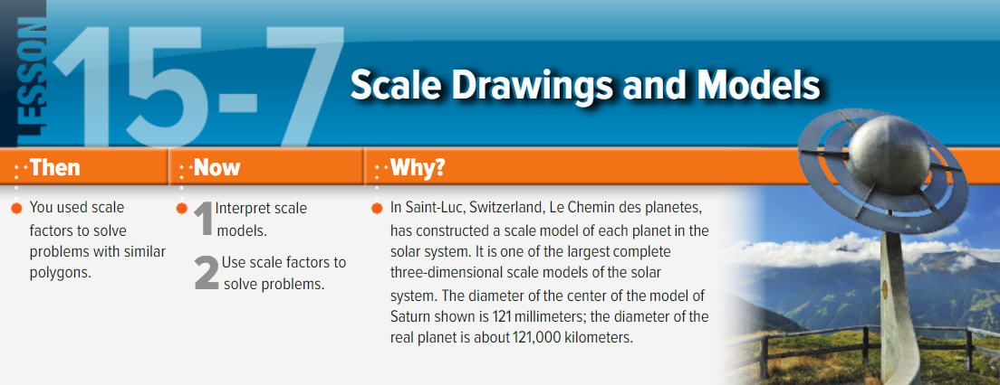 LESSON
15-7
Scale Drawings and Models
Then
You used scale
factors to solve
problems with similar
polygons.
Now
1 Interpret scale
models.
2 Use scale factors to
solve problems.
Why?
In Saint-Luc, Switzerland, Le Chemin des planetes,
has constructed a scale model of each planet in the
solar system. It is one of the largest complete
three-dimensional scale models of the solar
system. The diameter of the center of the model of
Saturn shown is 121 millimeters; the diameter of the
real planet is about 121,000 kilometers.